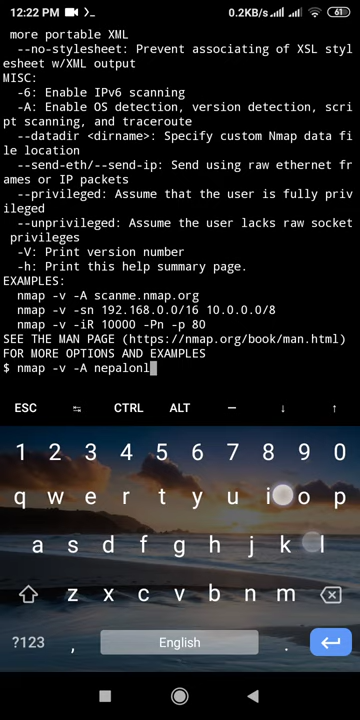 12:22 PM 0.2KB/s 61
more portable XML
--no-stylesheet: Prevent associating of XSL styl
esheet w/XML output
MISC:
-6: Enable IPv6 scanning
-A: Enable OS detection, version detection, scri
pt scanning, and traceroute
--datadir <dirname>: Specify custom Nmap data fi
le location
--send-eth/--send-ip: Send using raw ethernet fr
ames or IP packets
--privileged: Assume that the user is fully priv
ileged
--unprivileged: Assume the user lacks raw socket
privileges
-V: Print version number
-h: Print this help summary page.
EXAMPLES:
nmap -v -A scanme.nmap.org
nmap -v -sn 192.168.0.0/16 10.0.0.0/8
nmap -v -iR 10000 -Pn -p 80
SEE THE MAN PAGE (https://nmap.org/book/man.html)
FOR MORE OPTIONS AND EXAMPLES
$ nmap -v -A nepalonl
ESC CTRL ALT — ↓ ↑
1 2 3 4 5 6 7 8 9 0
q w e r t y u i o p
a s d f g h j k l
z x c v b n m
?123 , English .